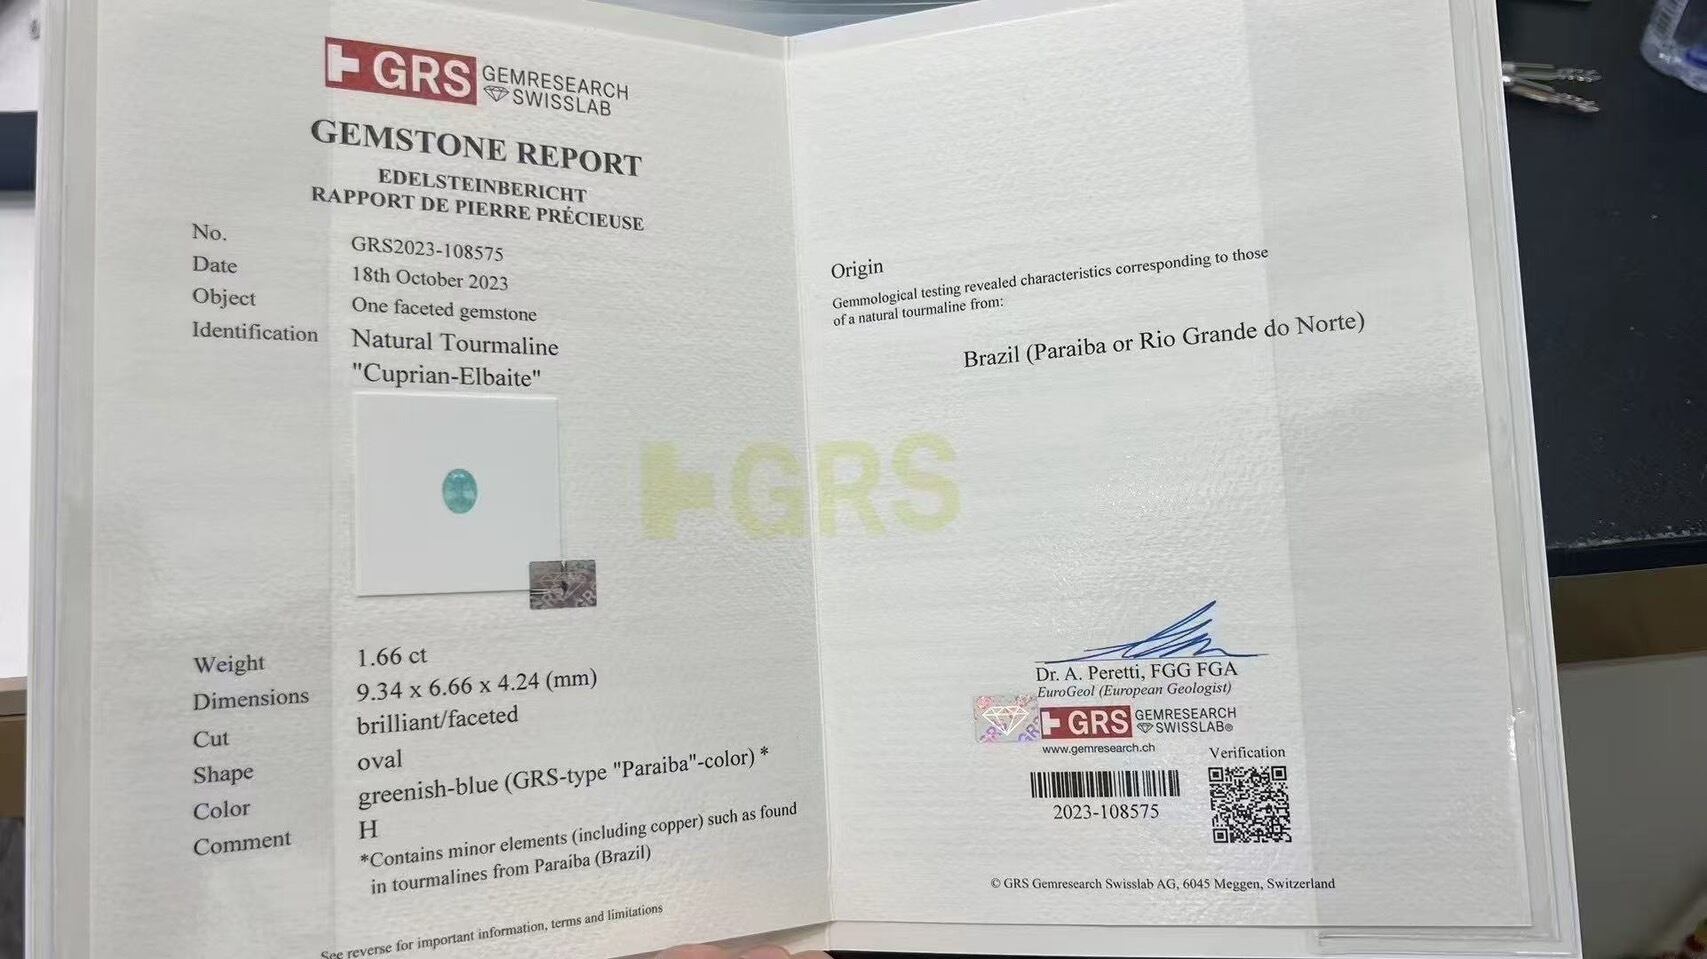 GRS GEMRESEARCH
SWISSLAB
GEMSTONE REPORT
EDELSTEINBERICHT
RAPPORT DE PIERRE PRÉCIEUSE
No. GRS2023-108575
Date 18th October 2023
Object One faceted gemstone
Identification Natural Tourmaline
"Cuprian-Elbaite"
GRS
Weight 1.66 ct
Dimensions 9.34 x 6.66 x 4.24 (mm)
Cut brilliant/faceted
Shape oval
Color greenish-blue (GRS-type "Paraiba"-color) *
Comment H
*Contains minor elements (including copper) such as found
in tourmalines from Paraiba (Brazil)
See reverse for important information, terms and limitations
Origin
Gemmological testing revealed characteristics corresponding to those
of a natural tourmaline from:
Brazil (Paraiba or Rio Grande do Norte)
Dr. A. Peretti, FGG FGA
EuroGeol (European Geologist)
GRS GEMRESEARCH
SWISSLAB®
www.gemresearch.ch
Verification
2023-108575
© GRS Gemresearch Swisslab AG, 6045 Meggen, Switzerland